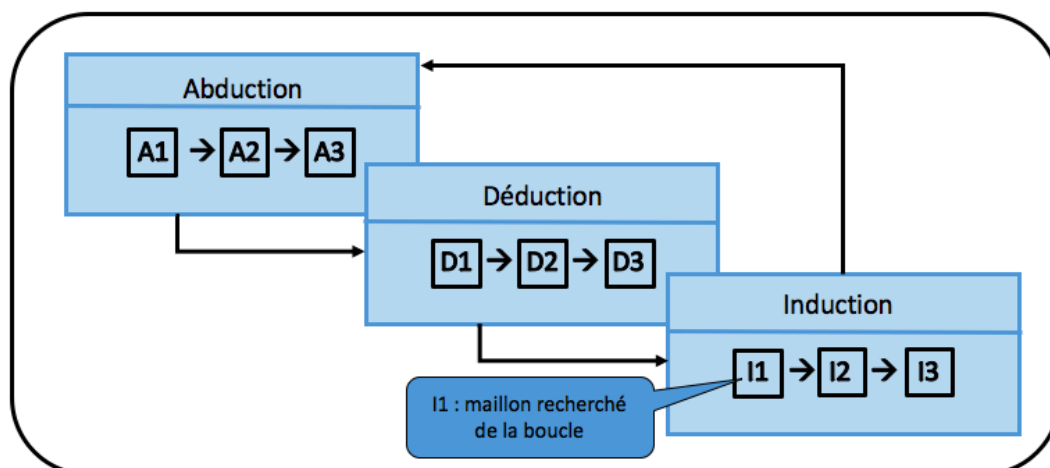 Abduction
A1 → A2 → A3
Déduction
D1 → D2 → D3
Induction
I1 → I2 → I3
I1 : maillon recherché
de la boucle